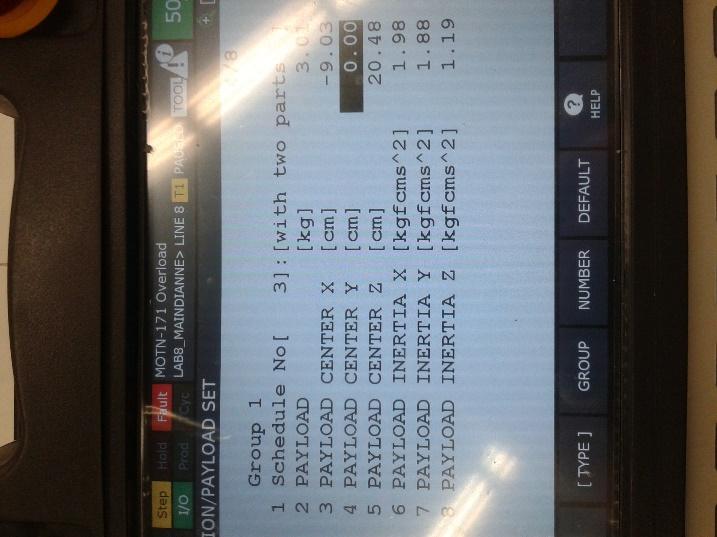 Step Hold Fault MOTN-171 Overload
I/O Prod Cyc LAB8_MAINDIANNE> LINE 8 T1 PAUSED TOOL 50
ION/PAYLOAD SET
/8
Group 1
1 Schedule No[ 3]:[with two parts
2 PAYLOAD [kg] 3.01
3 PAYLOAD CENTER X [cm] -9.03
4 PAYLOAD CENTER Y [cm] 0.00
5 PAYLOAD CENTER Z [cm] 20.48
6 PAYLOAD INERTIA X [kgfcms^2] 1.98
7 PAYLOAD INERTIA Y [kgfcms^2] 1.88
8 PAYLOAD INERTIA Z [kgfcms^2] 1.19
[ TYPE ] GROUP NUMBER DEFAULT ? HELP